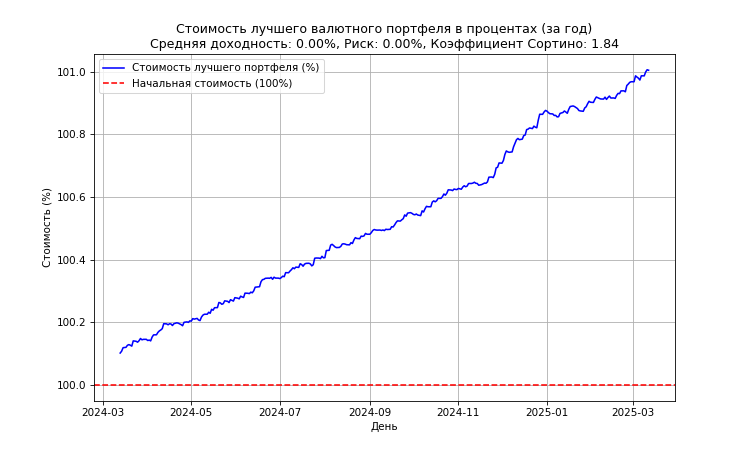 Стоимость лучшего валютного портфеля в процентах (за год)
Средняя доходность: 0.00%, Риск: 0.00%, Коэффициент Сортино: 1.84
Стоимость лучшего портфеля (%)
Начальная стоимость (100%)
Стоимость (%)
101.0
100.8
100.6
100.4
100.2
100.0
2024-03
2024-05
2024-07
2024-09
2024-11
2025-01
2025-03
День